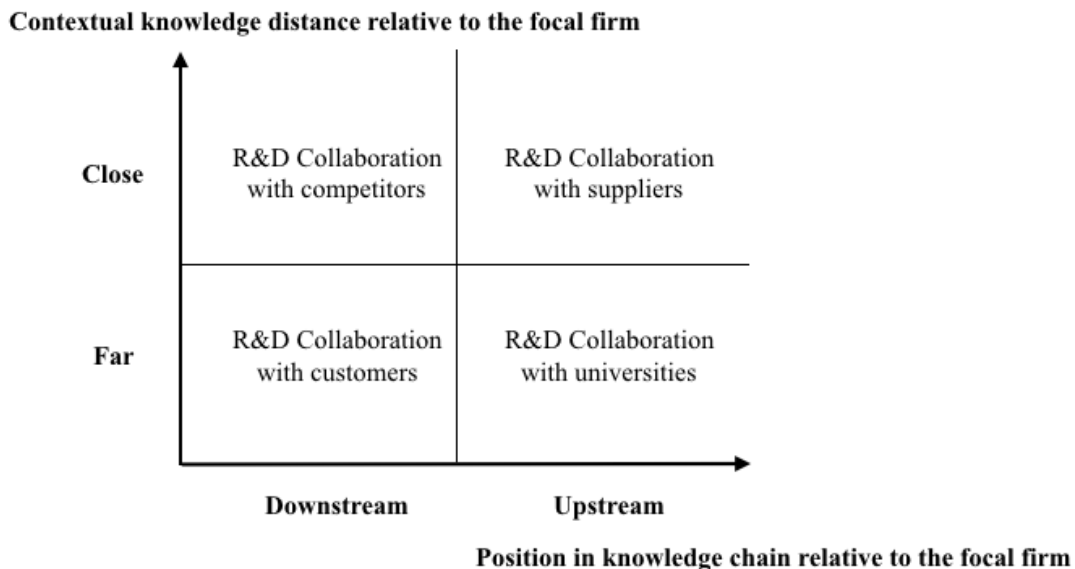 Contextual knowledge distance relative to the focal firm
Close
R&D Collaboration
with competitors
R&D Collaboration
with suppliers
Far
R&D Collaboration
with customers
R&D Collaboration
with universities
Downstream
Upstream
Position in knowledge chain relative to the focal firm